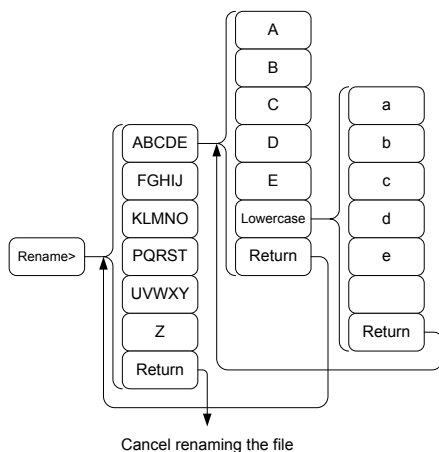 Rename>
ABCDE
FGHIJ
KLMNO
PQRST
UVWXY
Z
Return
A
B
C
D
E
Lowercase
Return
a
b
c
d
e
Return
Cancel renaming the file